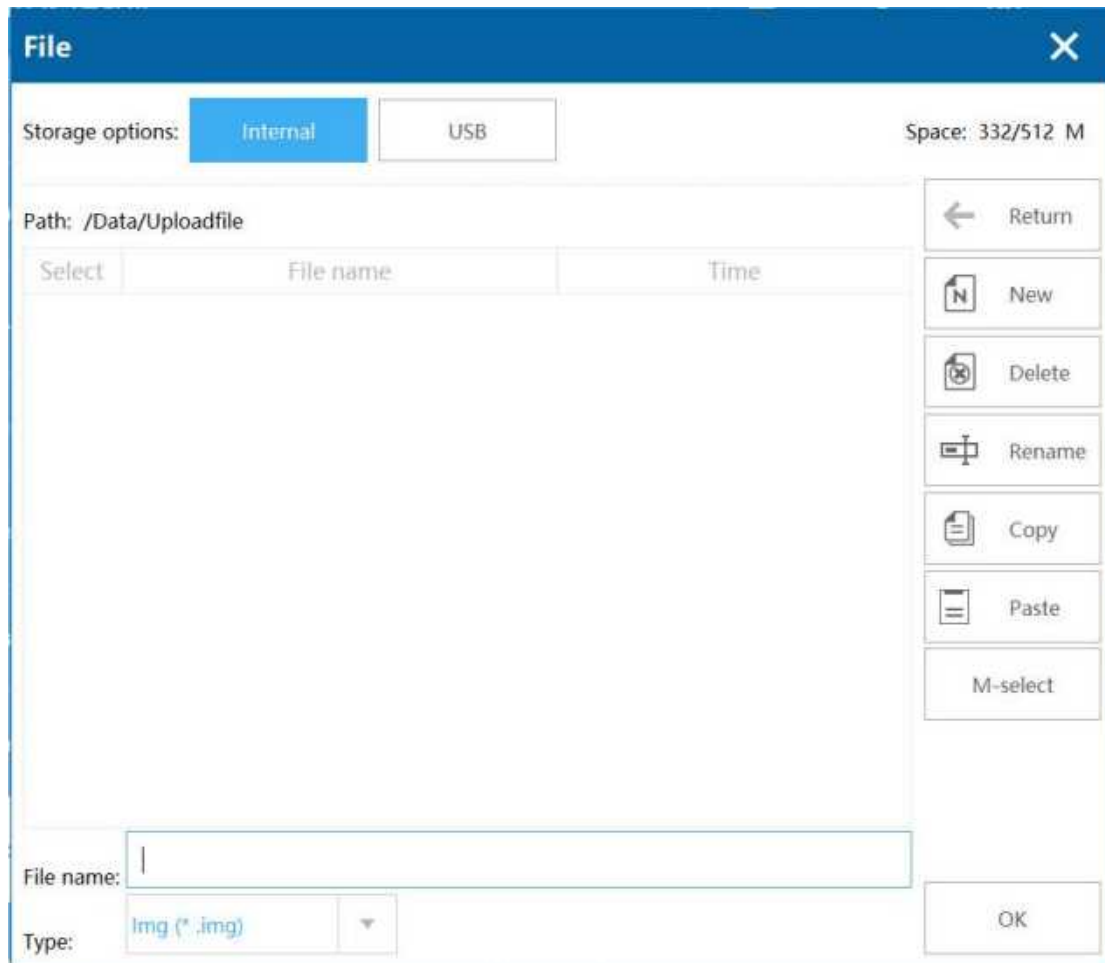 File
Storage options: Internal USB Space: 332/512 M
Path: /Data/Uploadfile
Return
Select File name Time
New
Delete
Rename
Copy
Paste
M-select
File name:
OK
Type: Img (* .img)